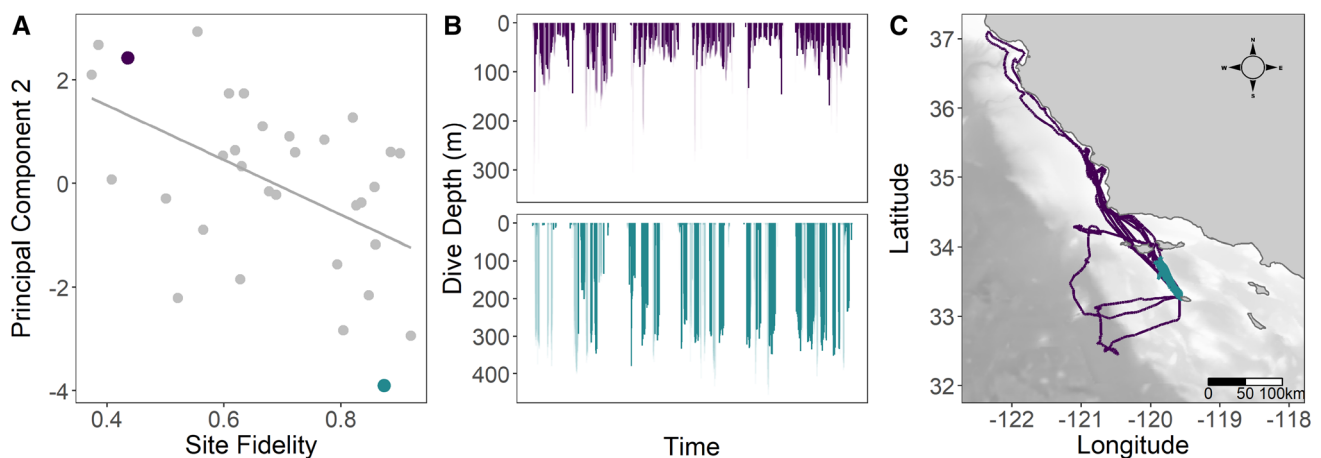 A
Principal Component 2
2
0
-2
-4
0.4 0.6 0.8
Site Fidelity
B
Dive Depth (m)
0
100
200
300
0
100
200
300
400
Time
C
Latitude
37
36
35
34
33
32
N
W E
S
0 50 100km
-122 -121 -120 -119 -118
Longitude